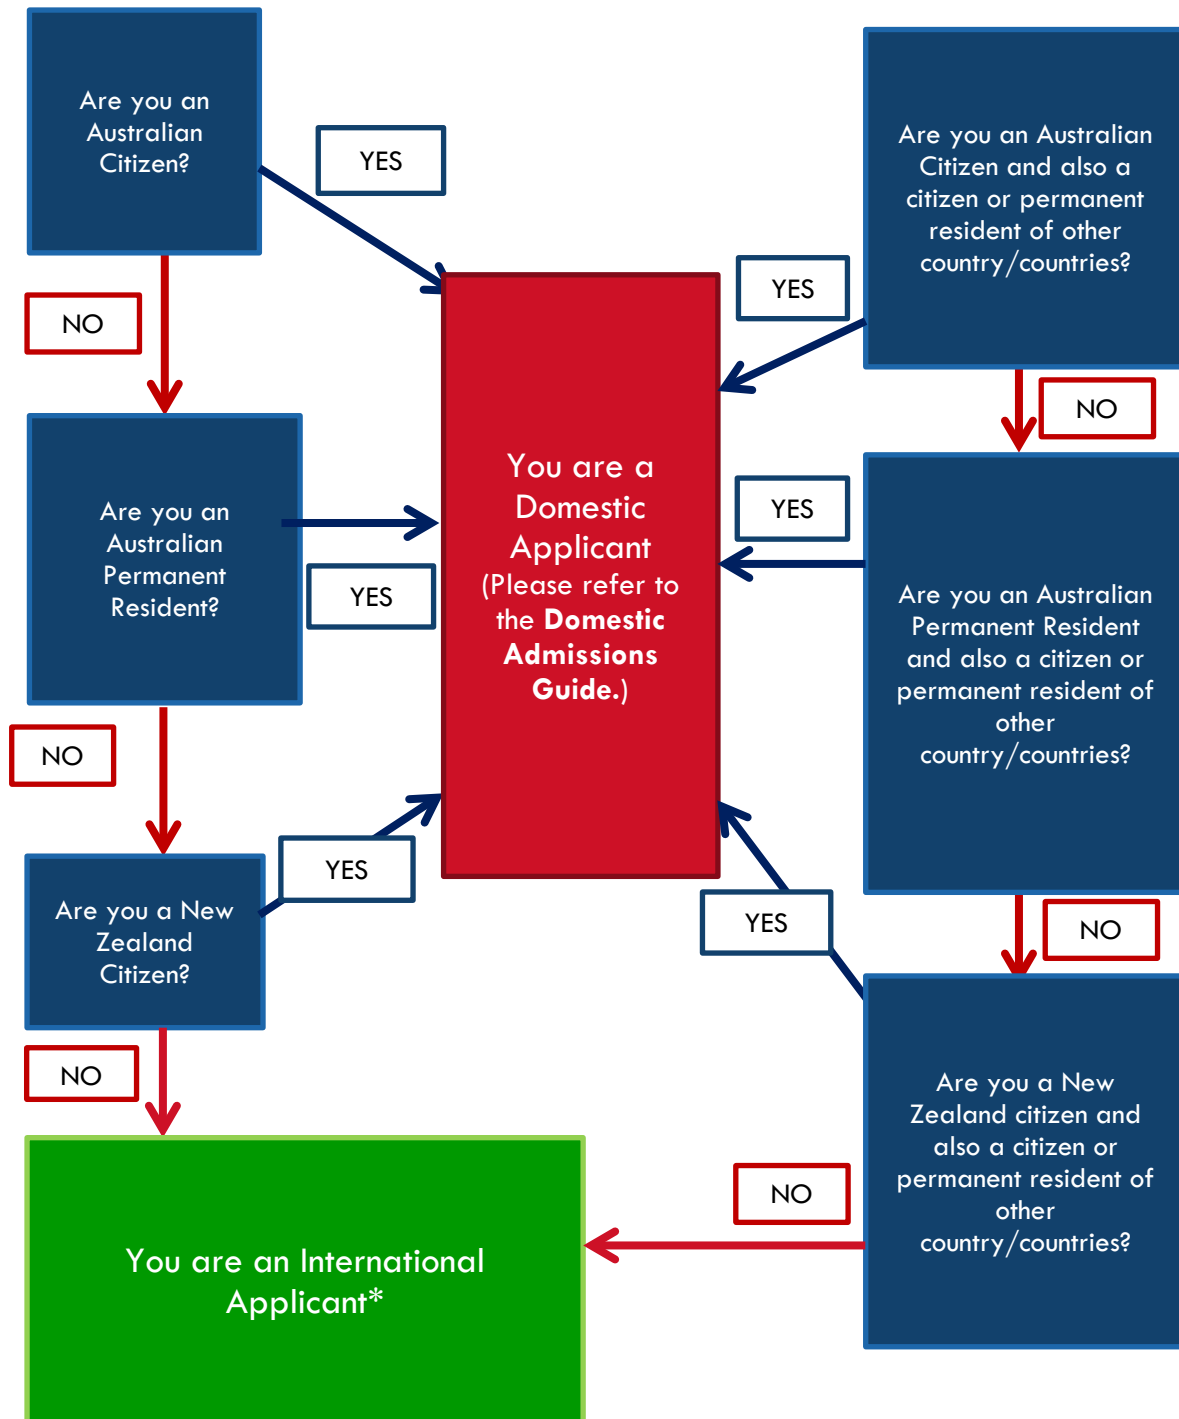 Are you an
Australian
Citizen?
YES
NO
Are you an
Australian
Permanent
Resident?
YES
NO
Are you a New
Zealand
Citizen?
YES
NO
You are a
Domestic
Applicant
(Please refer to
the Domestic
Admissions
Guide.)
Are you an Australian
Citizen and also a
citizen or permanent
resident of other
country/countries?
YES
NO
Are you an Australian
Permanent Resident
and also a citizen or
permanent resident of
other
country/countries?
YES
NO
Are you a New
Zealand citizen and
also a citizen or
permanent resident of
other
country/countries?
YES
NO
You are an International
Applicant*